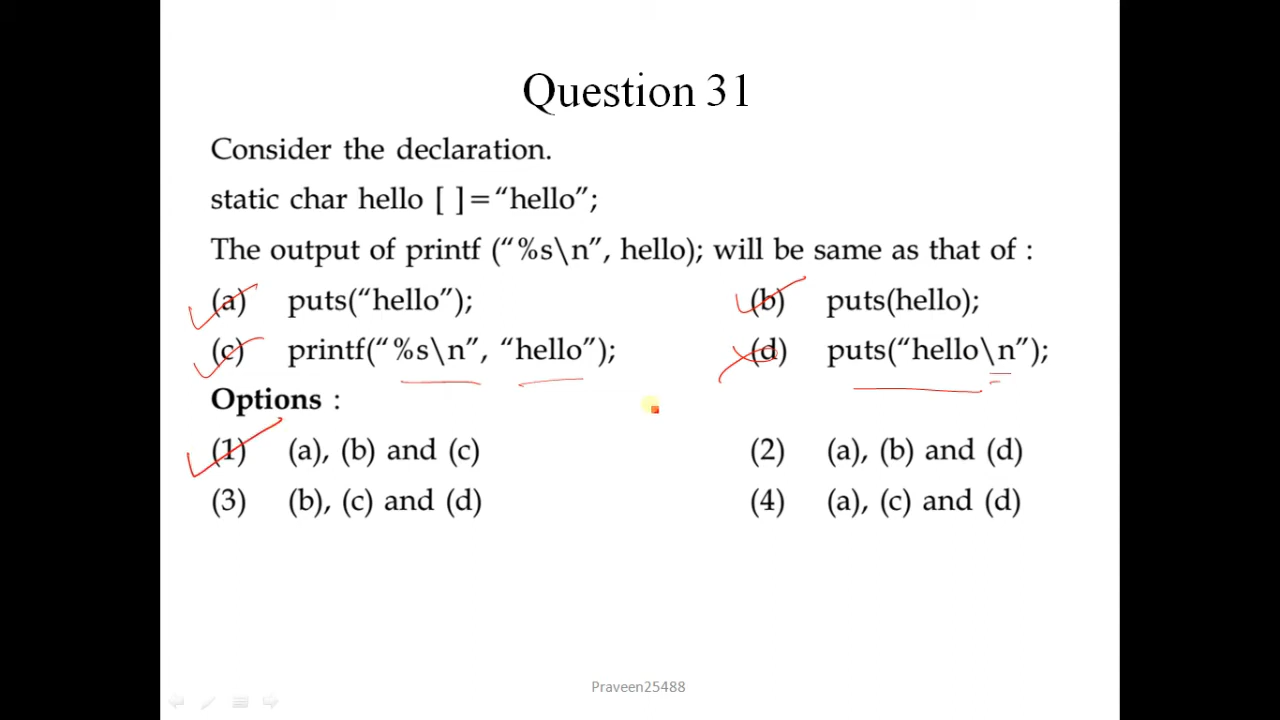 Question 31
Consider the declaration.
static char hello [ ]=“hello”;
The output of printf (“%s\n”, hello); will be same as that of :
(a) puts(“hello”); (b) puts(hello);
(c) printf(“%s\n”, “hello”); (d) puts(“hello\n”);
Options :
(1) (a), (b) and (c) (2) (a), (b) and (d)
(3) (b), (c) and (d) (4) (a), (c) and (d)
Praveen25488